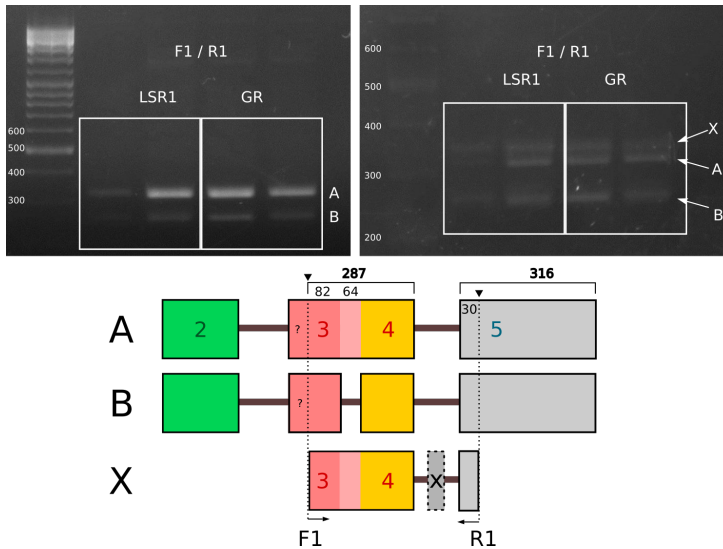 F1 / R1
LSR1 GR
600
500
400
300
A
B
F1 / R1
LSR1 GR
600
500
400
300
200
X
A
B
287 316
82 64 30
A 2 ? 3 4 5
B ?
X 3 4 X
F1 R1